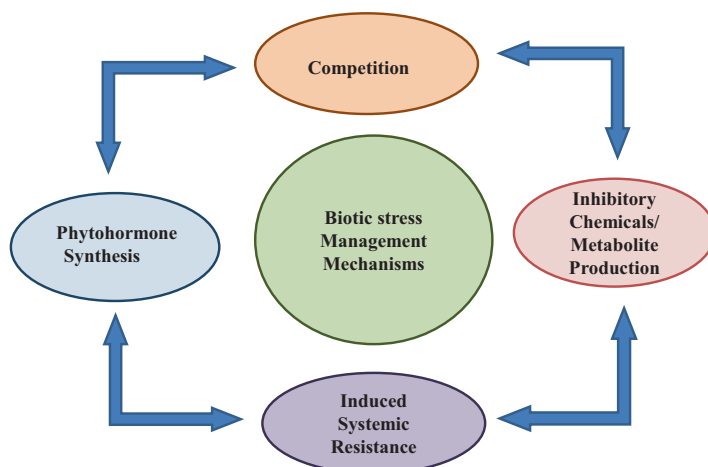 Competition
Phytohormone
Synthesis
Biotic stress
Management
Mechanisms
Inhibitory
Chemicals/
Metabolite
Production
Induced
Systemic
Resistance